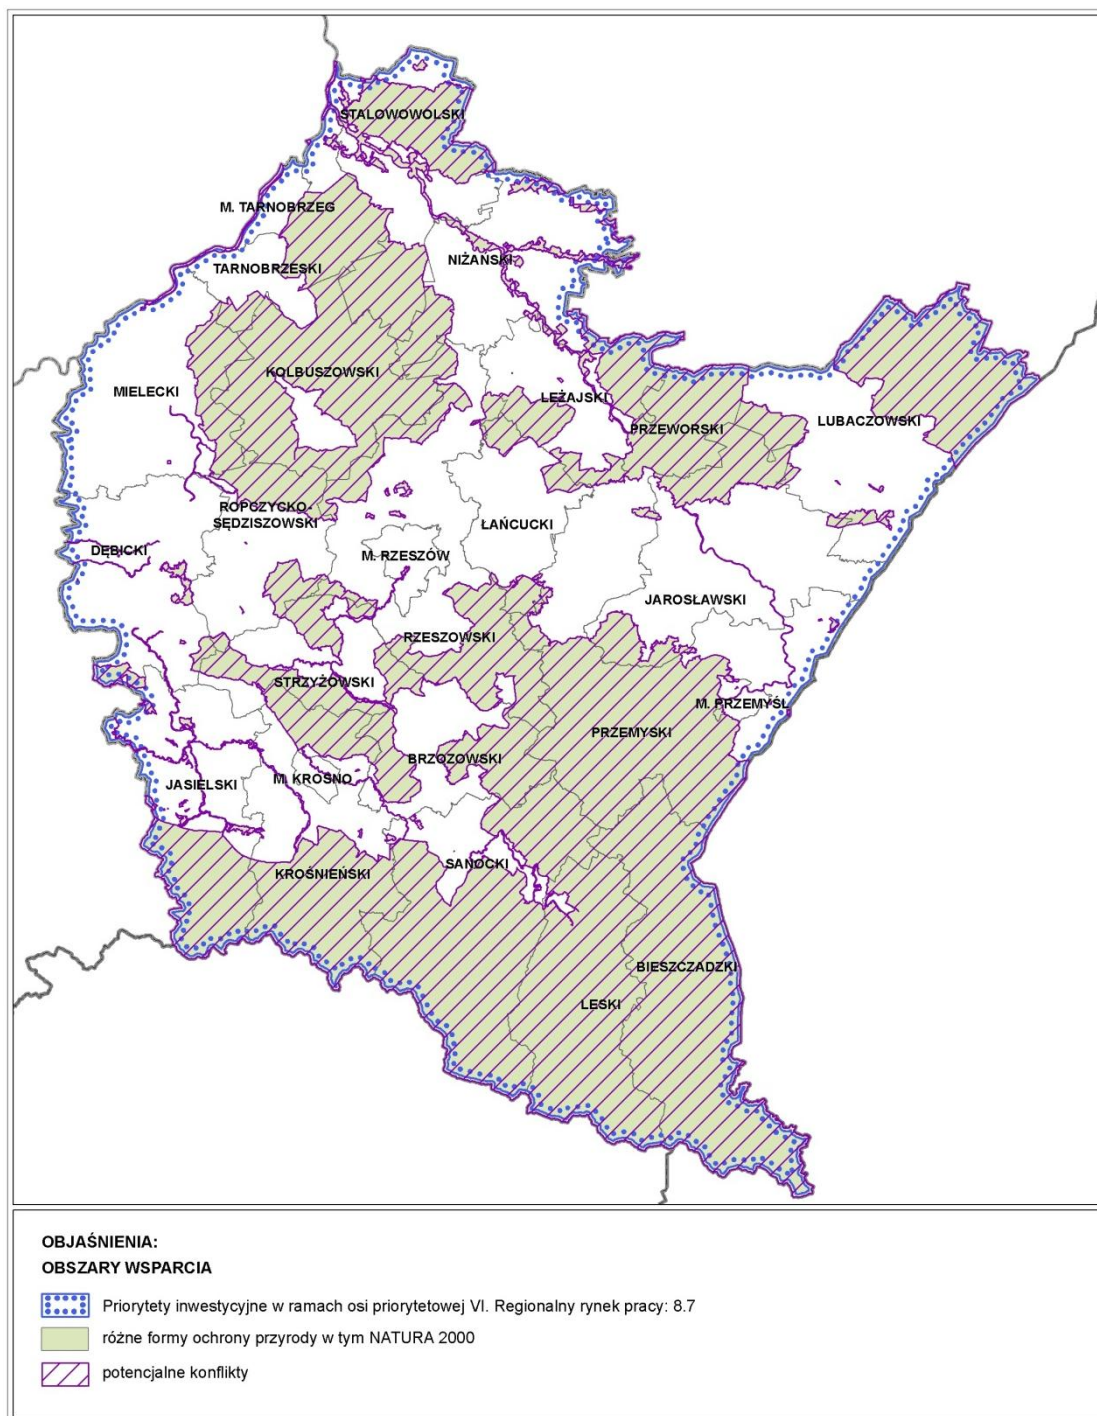 STALOWOWOLSKI
M. TARNOBRZEG
TARNOBRZESKI
NIŻAŃSKI
KOLBUSZOWSKI
MIELECKI
LEŻAJSKI
PRZEWORSKI
LUBACZOWSKI
ROPCZYCKO-
SĘDZISZOWSKI
ŁAŃCUCKI
DĘBICKI
M. RZESZÓW
JAROSŁAWSKI
RZESZOWSKI
STRZYŻOWSKI
M. PRZEMYŚL
PRZEMYSKI
BRZOZOWSKI
M. KROSNO
JASIELSKI
SANOCKI
KROŚNIEŃSKI
BIESZCZADZKI
LESKI
OBJAŚNIENIA:
OBSZARY WSPARCIA
Priorytety inwestycyjne w ramach osi priorytetowej VI. Regionalny rynek pracy: 8.7
różne formy ochrony przyrody w tym NATURA 2000
potencjalne konflikty